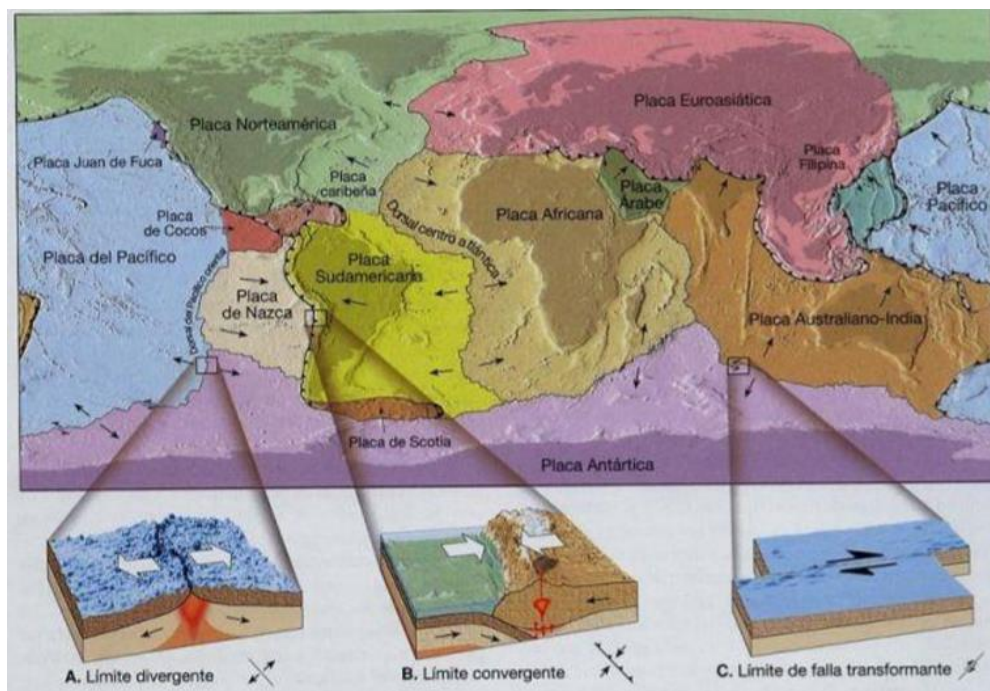 Placa Euroasiática
Placa Norteamérica
Placa Juan de Fuca
Placa
caribeña
Placa
Filipina
Placa
Árabe
Placa
Pacífico
Placa
de Cocos
Placa Africana
Dorsal centro atlántica
Placa del Pacífico
Placa
Sudamericana
Dorsal del Pacífico oriental
Placa
de Nazca
Placa Australiano-India
Placa de Scotia
Placa Antártica
A. Límite divergente
B. Límite convergente
C. Límite de falla transformante